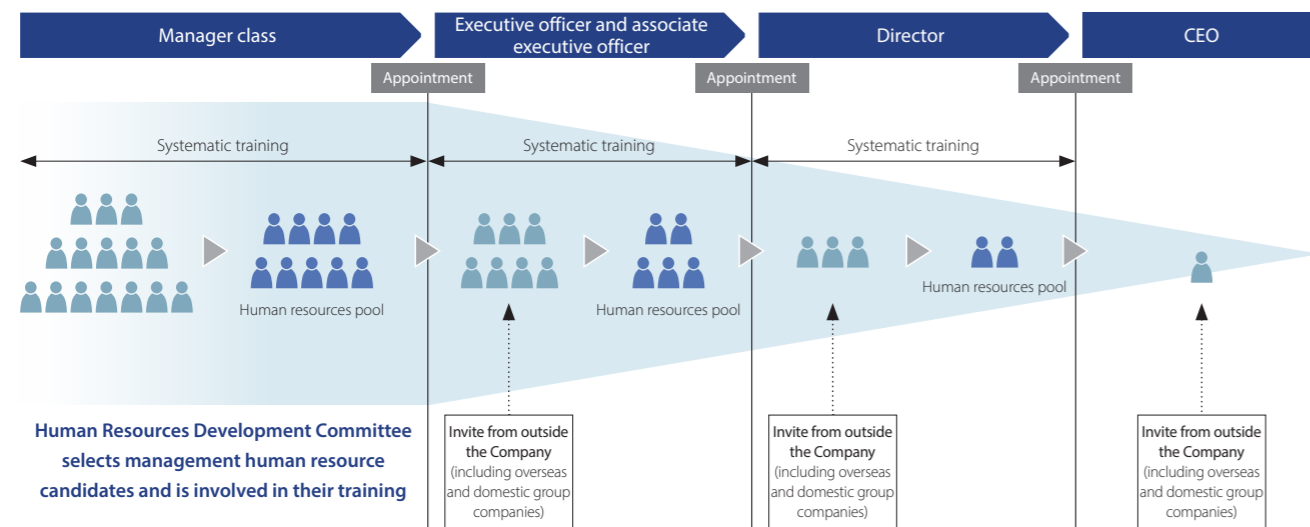 Manager class
Executive officer and associate
executive officer
Director
CEO
Appointment
Appointment
Appointment
Systematic training
Systematic training
Systematic training
Human resources pool
Human resources pool
Human resources pool
Human Resources Development Committee
selects management human resource
candidates and is involved in their training
Invite from outside
the Company
(including overseas
and domestic group
companies)
Invite from outside
the Company
(including overseas
and domestic group
companies)
Invite from outside
the Company
(including overseas
and domestic group
companies)